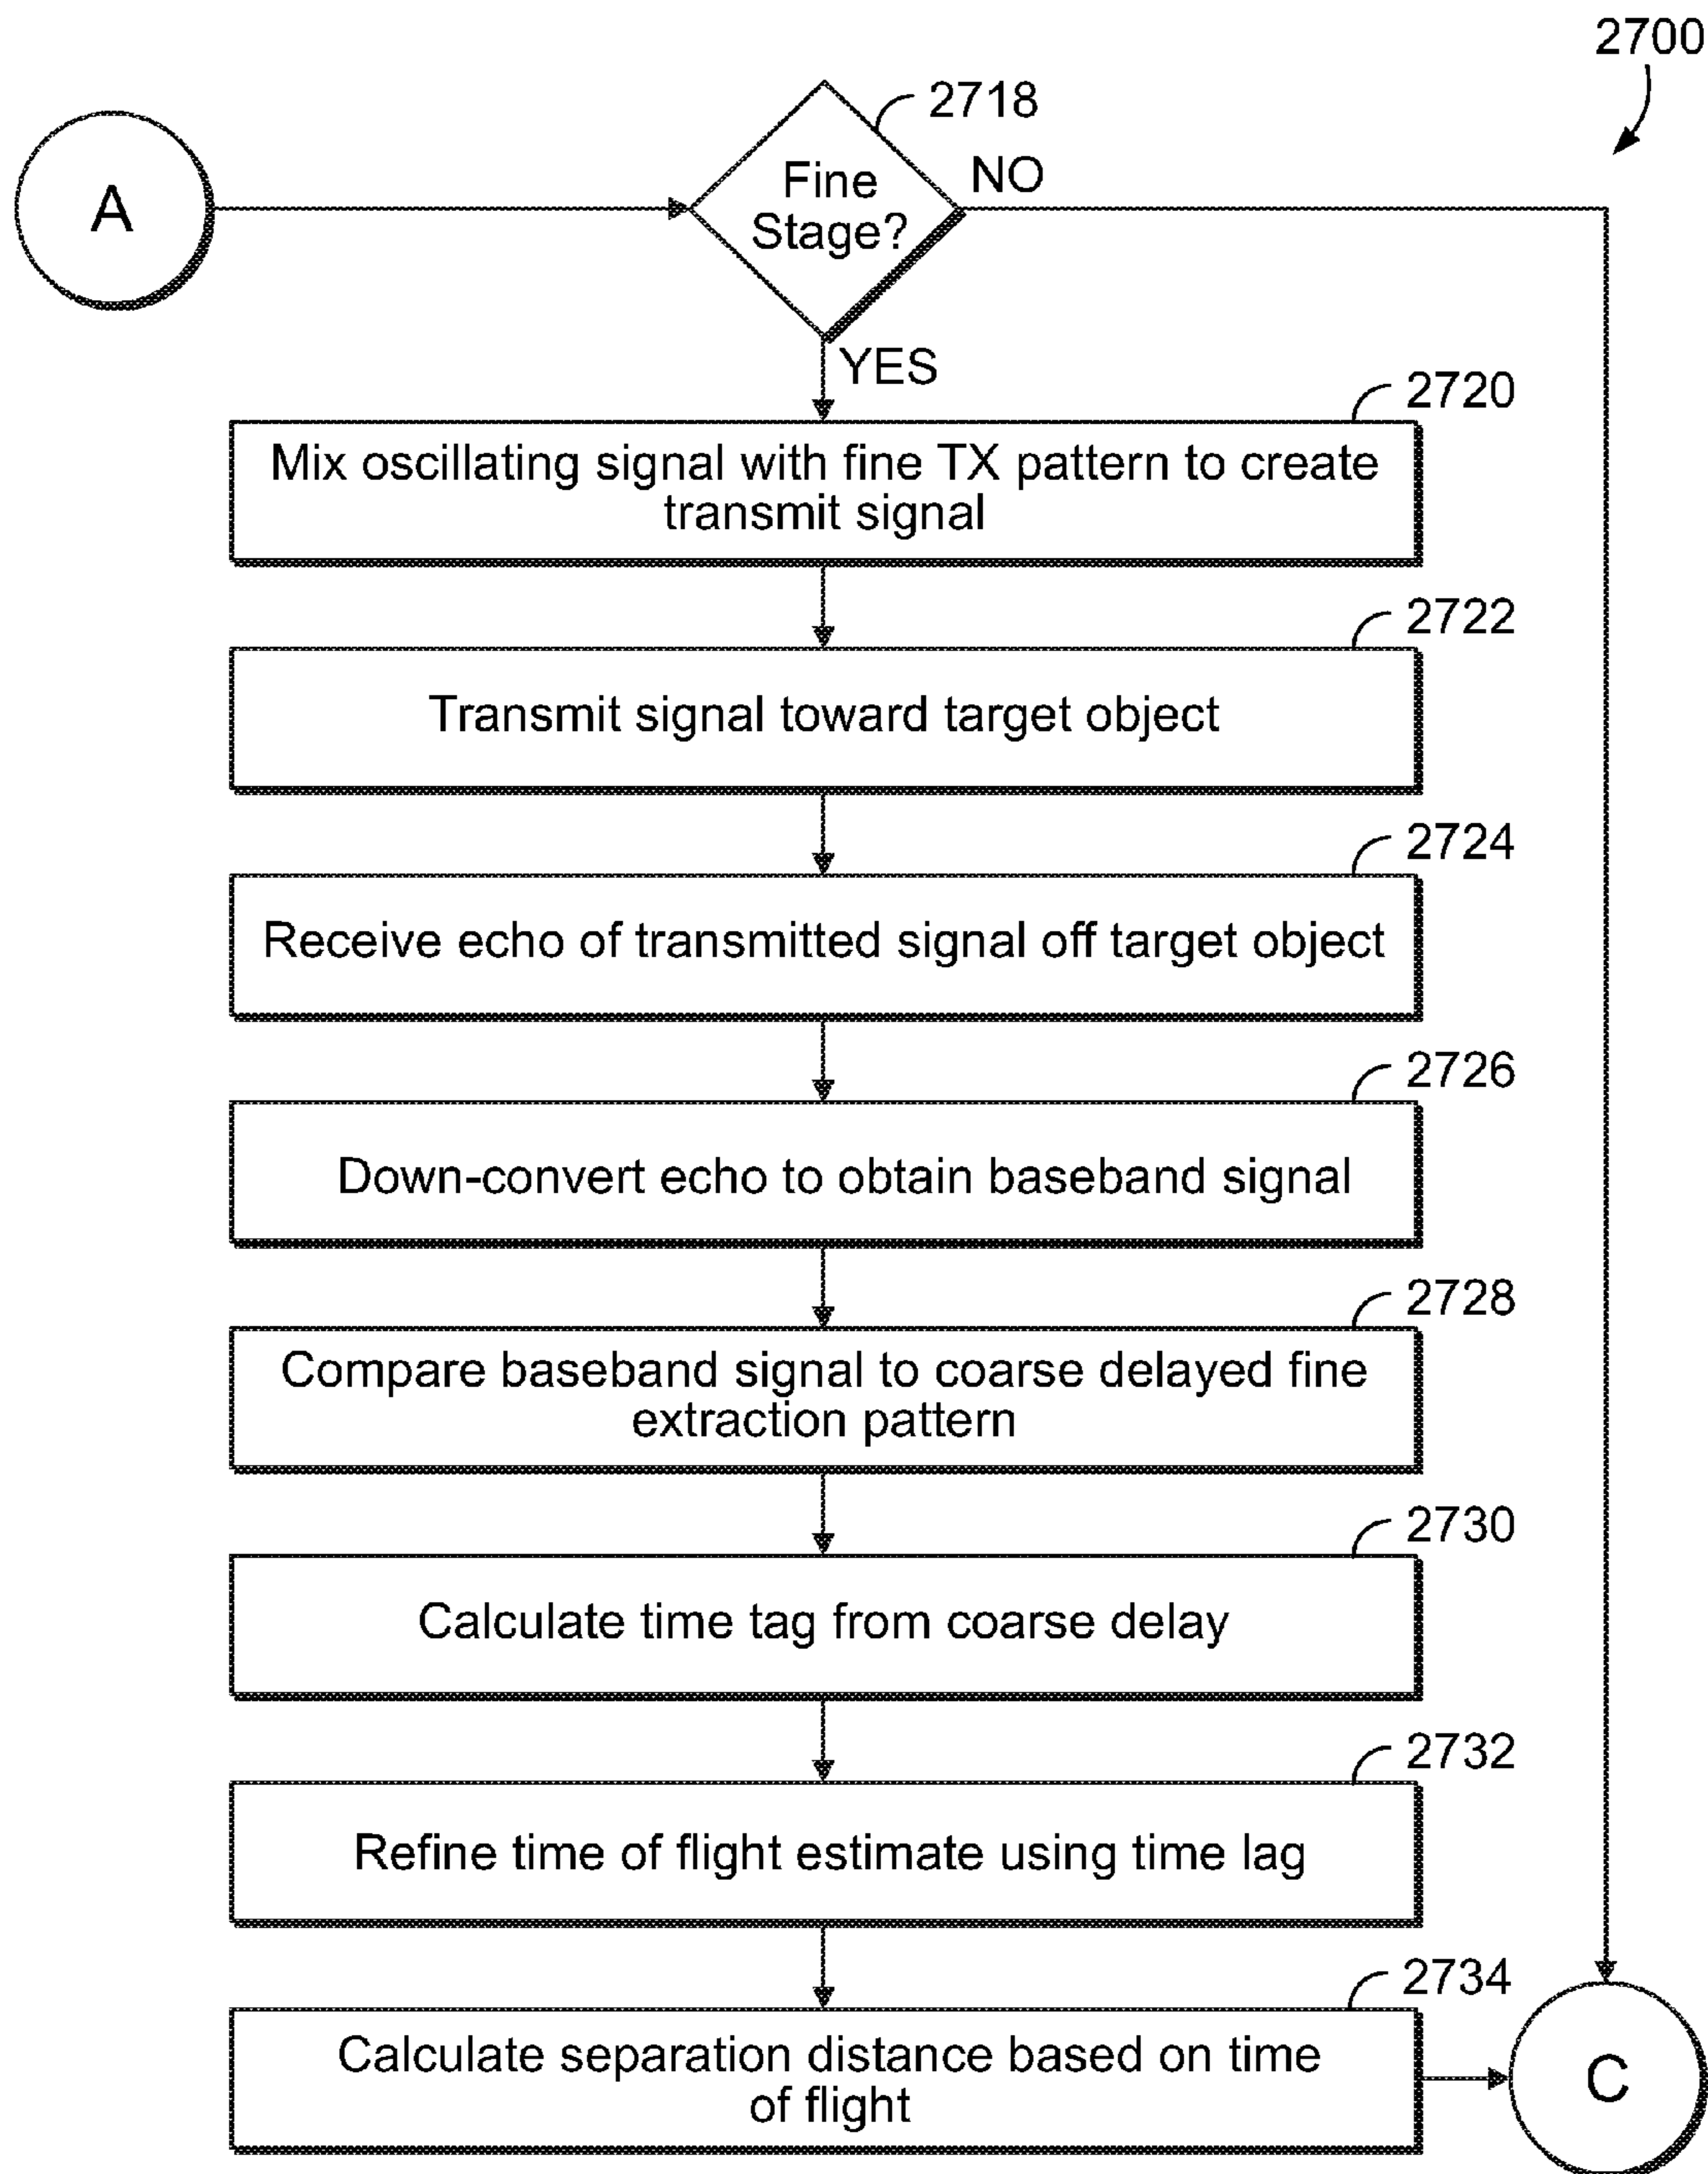 2700
2718
A
Fine
Stage?
NO
YES
2720
Mix oscillating signal with fine TX pattern to create
transmit signal
2722
Transmit signal toward target object
2724
Receive echo of transmitted signal off target object
2726
Down-convert echo to obtain baseband signal
2728
Compare baseband signal to coarse delayed fine
extraction pattern
2730
Calculate time tag from coarse delay
2732
Refine time of flight estimate using time lag
2734
Calculate separation distance based on time
of flight
C